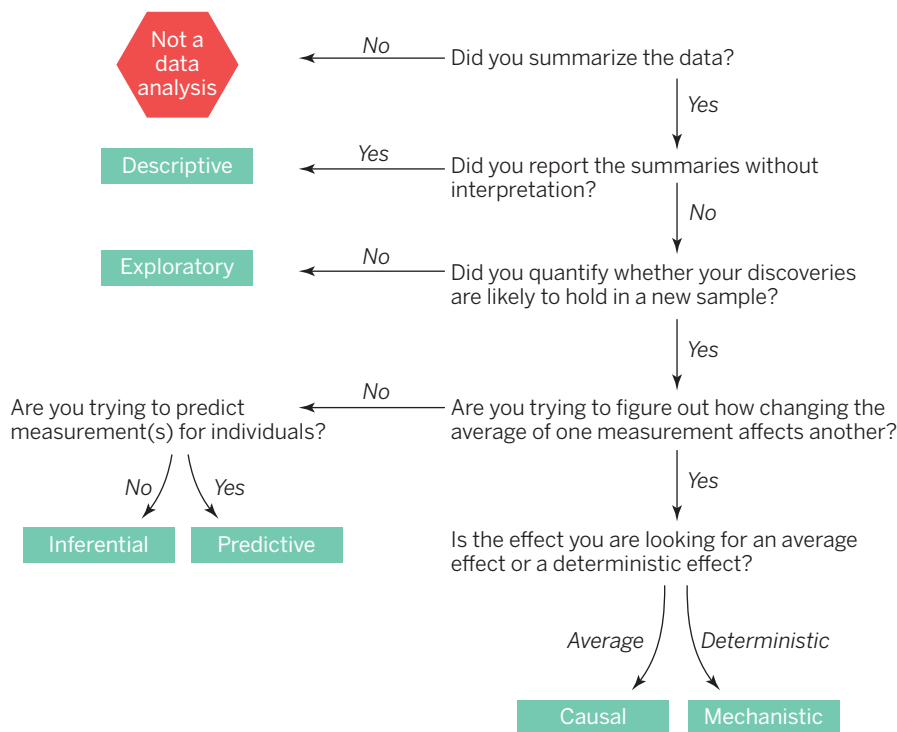 Not a
data
analysis
No
Did you summarize the data?
Yes
Descriptive
Yes
Did you report the summaries without
interpretation?
No
Exploratory
No
Did you quantify whether your discoveries
are likely to hold in a new sample?
Yes
Are you trying to predict
measurement(s) for individuals?
No
Are you trying to figure out how changing the
average of one measurement affects another?
No
Yes
Inferential
Predictive
Yes
Is the effect you are looking for an average
effect or a deterministic effect?
Average
Deterministic
Causal
Mechanistic